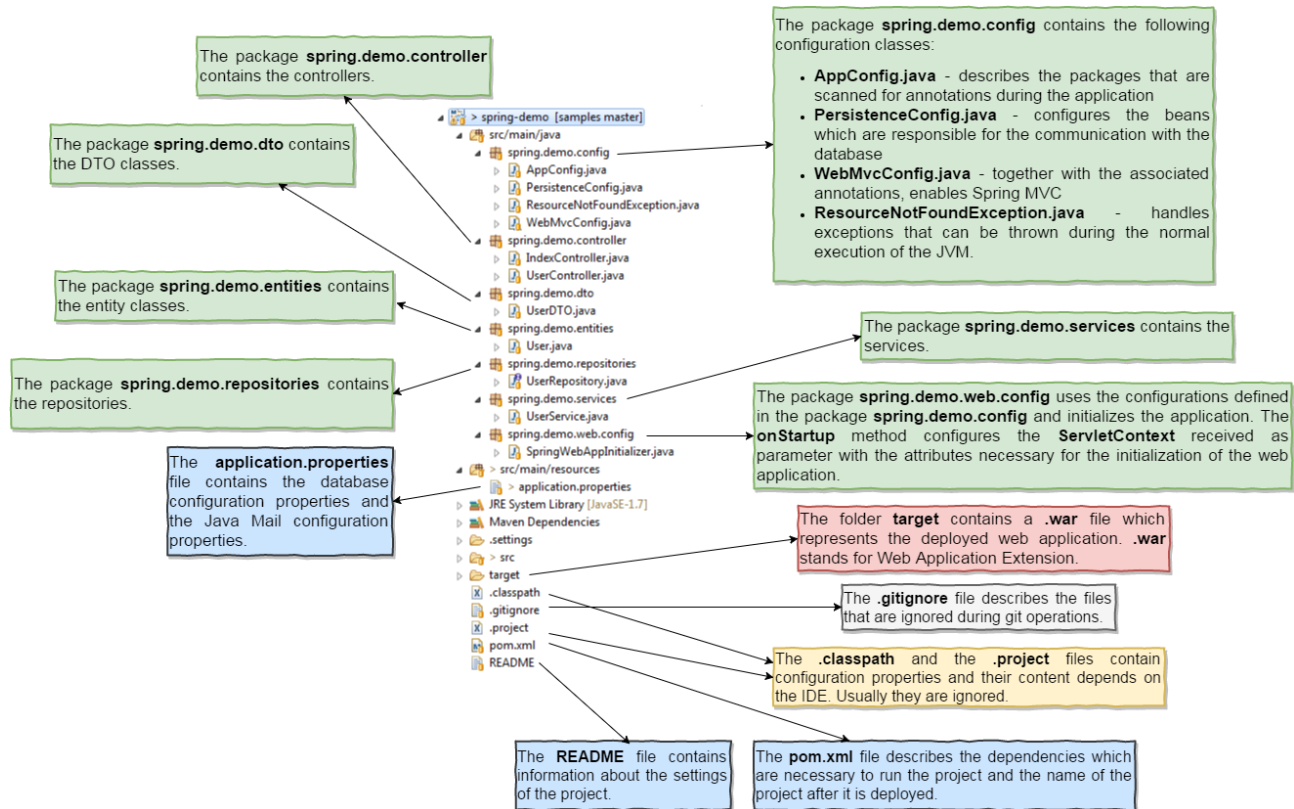 The package spring.demo.config contains the following
configuration classes:
• AppConfig.java - describes the packages that are
scanned for annotations during the application
• PersistenceConfig.java - configures the beans
which are responsible for the communication with the
database
• WebMvcConfig.java - together with the associated
annotations, enables Spring MVC
• ResourceNotFoundException.java - handles
exceptions that can be thrown during the normal
execution of the JVM.
The package spring.demo.controller
contains the controllers.
The package spring.demo.dto contains
the DTO classes.
The package spring.demo.entities contains
the entity classes.
The package spring.demo.repositories contains
the repositories.
The application.properties
file contains the database
configuration properties and
the Java Mail configuration
properties.
> spring-demo [samples master]
src/main/java
spring.demo.config
AppConfig.java
PersistenceConfig.java
ResourceNotFoundException.java
WebMvcConfig.java
spring.demo.controller
IndexController.java
UserController.java
spring.demo.dto
UserDTO.java
spring.demo.entities
User.java
spring.demo.repositories
UserRepository.java
spring.demo.services
UserService.java
spring.demo.web.config
SpringWebAppInitializer.java
> src/main/resources
> application.properties
JRE System Library [JavaSE-1.7]
Maven Dependencies
.settings
> src
target
.classpath
.gitignore
.project
pom.xml
README
The package spring.demo.services contains the
services.
The package spring.demo.web.config uses the configurations defined
in the package spring.demo.config and initializes the application. The
onStartup method configures the ServletContext received as
parameter with the attributes necessary for the initialization of the web
application.
The folder target contains a .war file which
represents the deployed web application. .war
stands for Web Application Extension.
The .gitignore file describes the files
that are ignored during git operations.
The .classpath and the .project files contain
configuration properties and their content depends on
the IDE. Usually they are ignored.
The README file contains
information about the settings
of the project.
The pom.xml file describes the dependencies which
are necessary to run the project and the name of the
project after it is deployed.